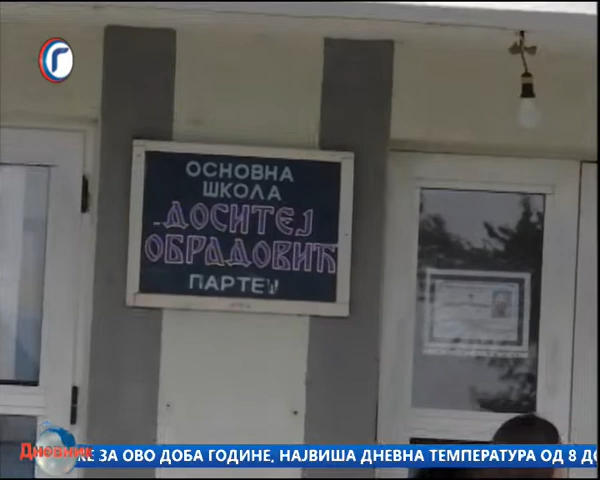 Г
ОСНОВНА
ШКОЛА
"ДОСИТЕЈ
ОБРАДОВИЋ
ПАРТЕШ
Дневник
ЗА ОВО ДОБА ГОДИНЕ, НАЈВИША ДНЕВНА ТЕМПЕРАТУРА ОД 8